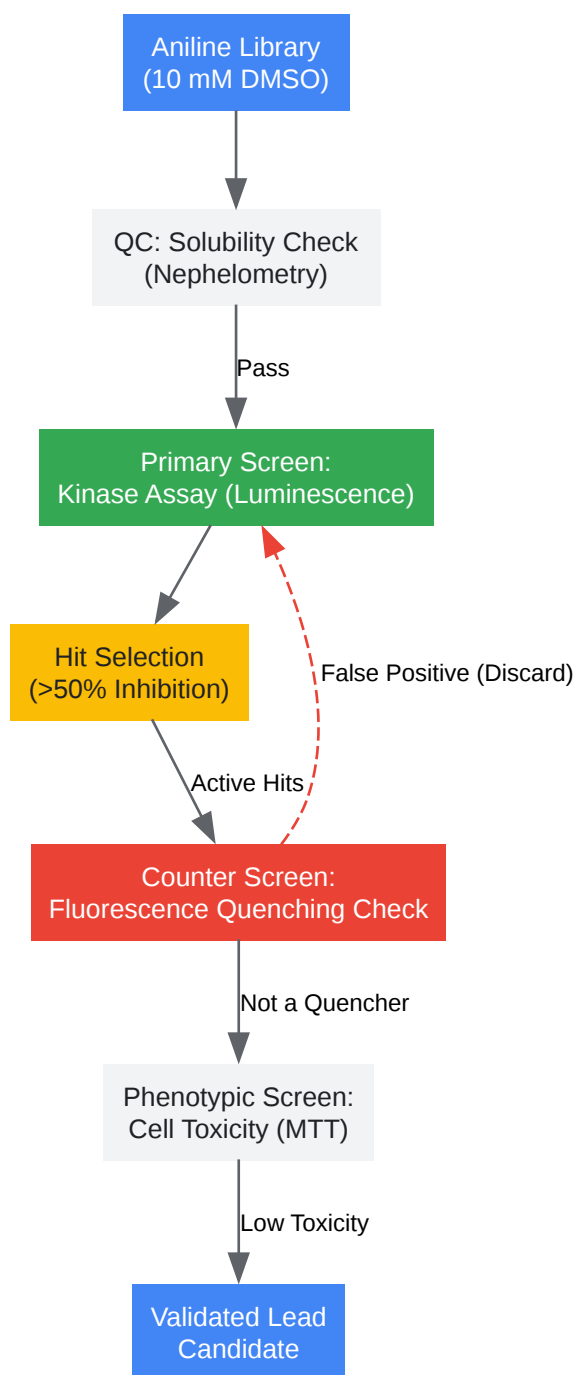 Aniline Library
(10 mM DMSO)
QC: Solubility Check
(Nephelometry)
Pass
Primary Screen:
Kinase Assay (Luminescence)
Hit Selection
(>50% Inhibition)
False Positive (Discard)
Active Hits
Counter Screen:
Fluorescence Quenching Check
Not a Quencher
Phenotypic Screen:
Cell Toxicity (MTT)
Low Toxicity
Validated Lead
Candidate